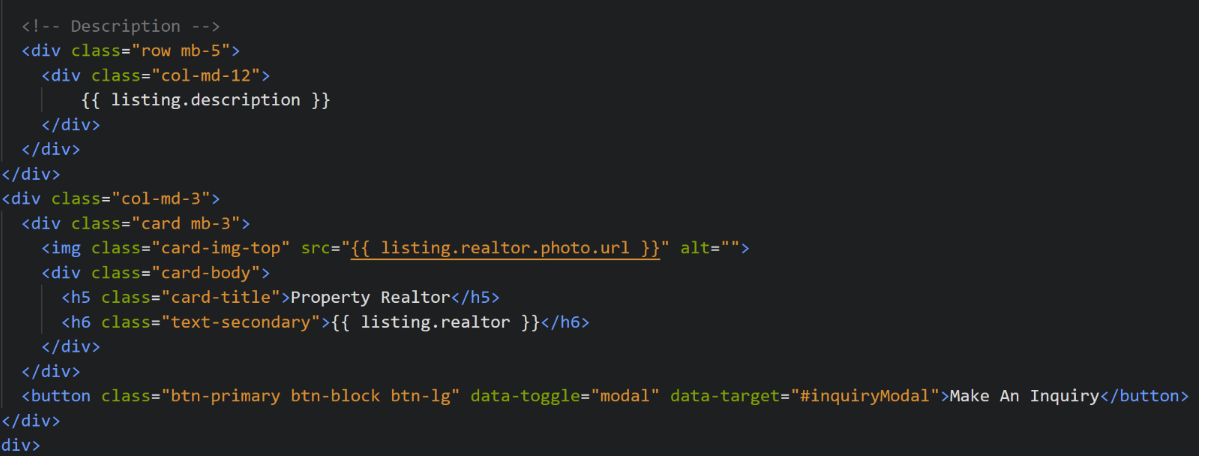 <!-- Description -->
<div class="row mb-5">
<div class="col-md-12">
{{ listing.description }}
</div>
</div>
</div>
<div class="col-md-3">
<div class="card mb-3">
<img class="card-img-top" src="{{ listing.realtor.photo.url }}" alt="">
<div class="card-body">
<h5 class="card-title">Property Realtor</h5>
<h6 class="text-secondary">{{ listing.realtor }}</h6>
</div>
</div>
<button class="btn-primary btn-block btn-lg" data-toggle="modal" data-target="#inquiryModal">Make An Inquiry</button>
</div>
div>